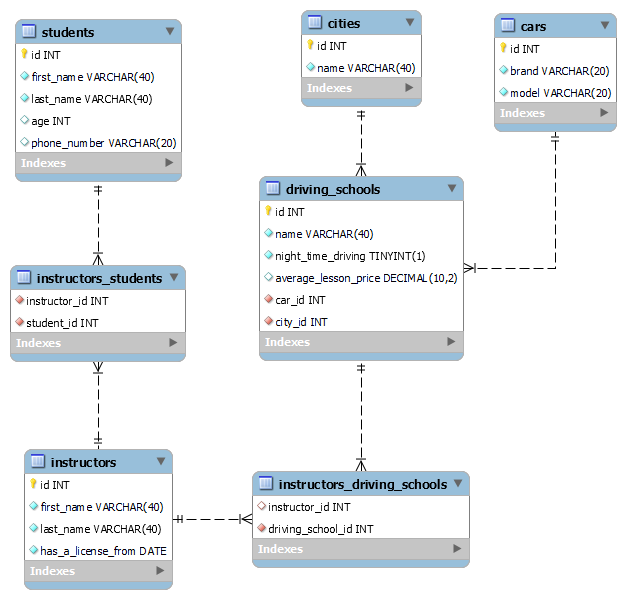 students
id INT
first_name VARCHAR(40)
last_name VARCHAR(40)
age INT
phone_number VARCHAR(20)
Indexes
cities
id INT
name VARCHAR(40)
Indexes
cars
id INT
brand VARCHAR(20)
model VARCHAR(20)
Indexes
driving_schools
id INT
name VARCHAR(40)
night_time_driving TINYINT(1)
average_lesson_price DECIMAL(10,2)
car_id INT
city_id INT
Indexes
instructors_students
instructor_id INT
student_id INT
Indexes
instructors
id INT
first_name VARCHAR(40)
last_name VARCHAR(40)
has_a_license_from DATE
Indexes
instructors_driving_schools
instructor_id INT
driving_school_id INT
Indexes